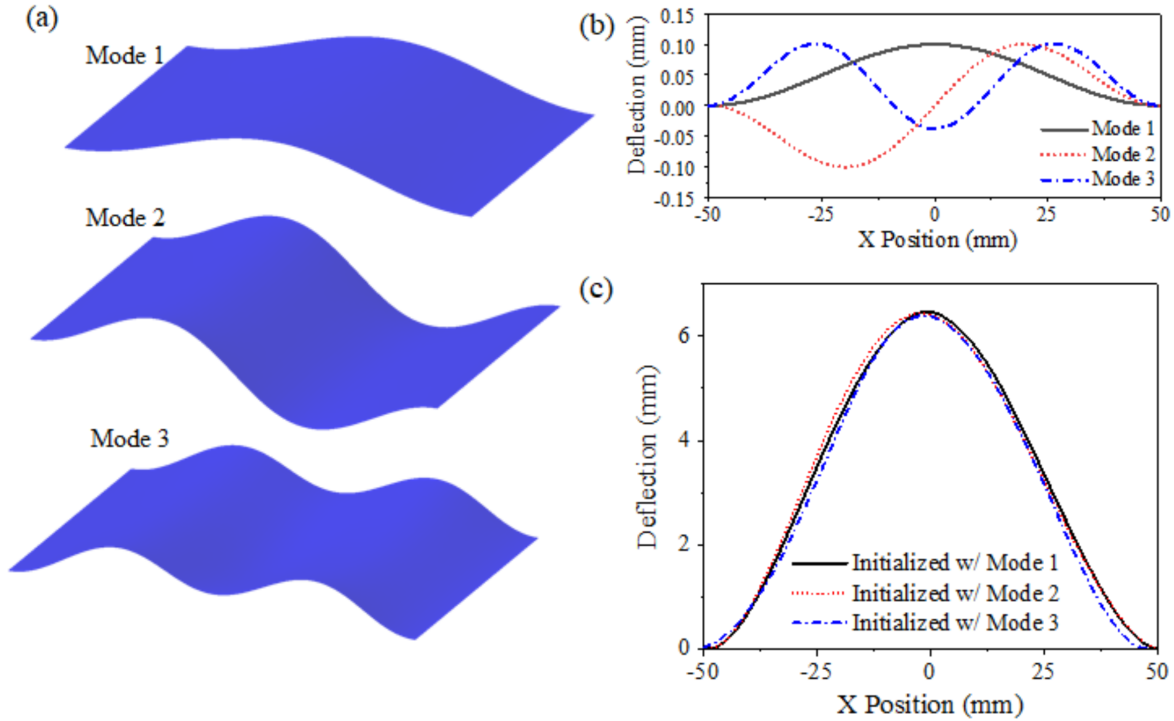 (a)
Mode 1
Mode 2
Mode 3
(b)
0.15
0.10
0.05
0.00
-0.05
-0.10
-0.15
Deflection (mm)
Mode 1
Mode 2
Mode 3
-50
-25
0
25
50
X Position (mm)
(c)
6
4
2
0
Deflection (mm)
Initialized w/ Mode 1
Initialized w/ Mode 2
Initialized w/ Mode 3
-50
-25
0
25
50
X Position (mm)